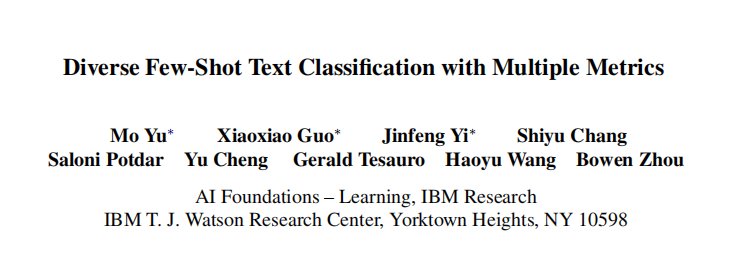 Diverse Few-Shot Text Classification with Multiple Metrics
Mo Yu* Xiaoxiao Guo* Jinfeng Yi* Shiyu Chang
Saloni Potdar Yu Cheng Gerald Tesauro Haoyu Wang Bowen Zhou
AI Foundations – Learning, IBM Research
IBM T. J. Watson Research Center, Yorktown Heights, NY 10598